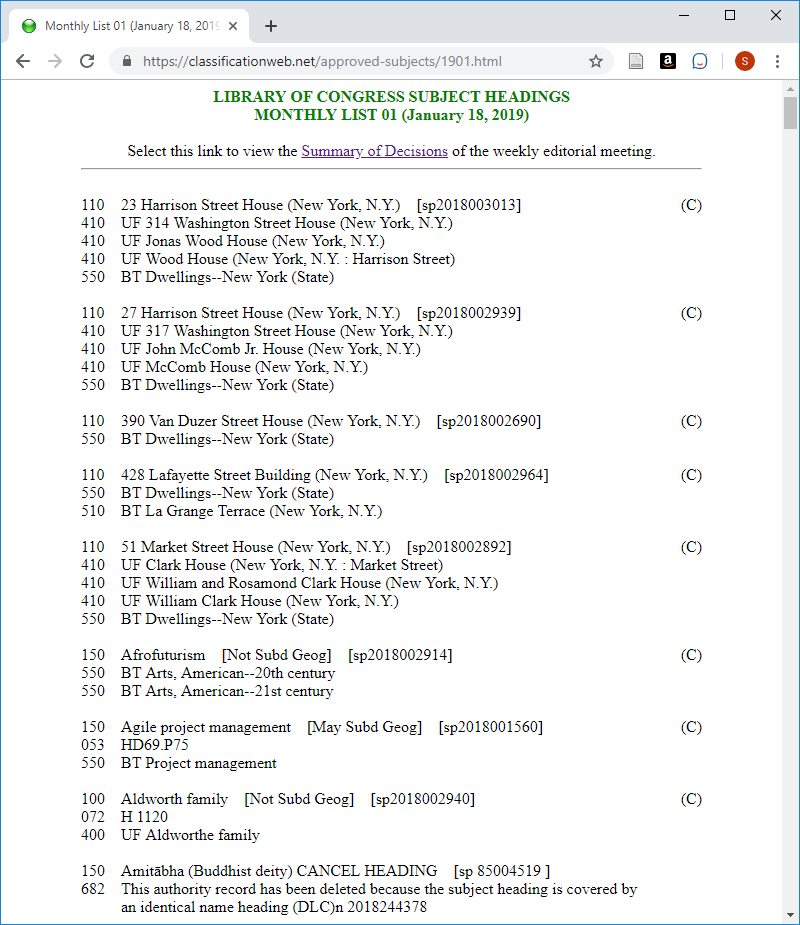 Monthly List 01 (January 18, 2019
https://classificationweb.net/approved-subjects/1901.html
a
S
LIBRARY OF CONGRESS SUBJECT HEADINGS
MONTHLY LIST 01 (January 18, 2019)
Select this link to view the Summary of Decisions of the weekly editorial meeting.
110 23 Harrison Street House (New York, N.Y.) [sp2018003013] (C)
410 UF 314 Washington Street House (New York, N.Y.)
410 UF Jonas Wood House (New York, N.Y.)
410 UF Wood House (New York, N.Y. : Harrison Street)
550 BT Dwellings--New York (State)
110 27 Harrison Street House (New York, N.Y.) [sp2018002939] (C)
410 UF 317 Washington Street House (New York, N.Y.)
410 UF John McComb Jr. House (New York, N.Y.)
410 UF McComb House (New York, N.Y.)
550 BT Dwellings--New York (State)
110 390 Van Duzer Street House (New York, N.Y.) [sp2018002690] (C)
550 BT Dwellings--New York (State)
110 428 Lafayette Street Building (New York, N.Y.) [sp2018002964] (C)
550 BT Dwellings--New York (State)
510 BT La Grange Terrace (New York, N.Y.)
110 51 Market Street House (New York, N.Y.) [sp2018002892] (C)
410 UF Clark House (New York, N.Y. : Market Street)
410 UF William and Rosamond Clark House (New York, N.Y.)
410 UF William Clark House (New York, N.Y.)
550 BT Dwellings--New York (State)
150 Afrofuturism [Not Subd Geog] [sp2018002914] (C)
550 BT Arts, American--20th century
550 BT Arts, American--21st century
150 Agile project management [May Subd Geog] [sp2018001560] (C)
053 HD69.P75
550 BT Project management
100 Aldworth family [Not Subd Geog] [sp2018002940] (C)
072 H 1120
400 UF Aldworthe family
150 Amitābha (Buddhist deity) CANCEL HEADING [sp 85004519 ]
682 This authority record has been deleted because the subject heading is covered by
an identical name heading (DLC)n 2018244378